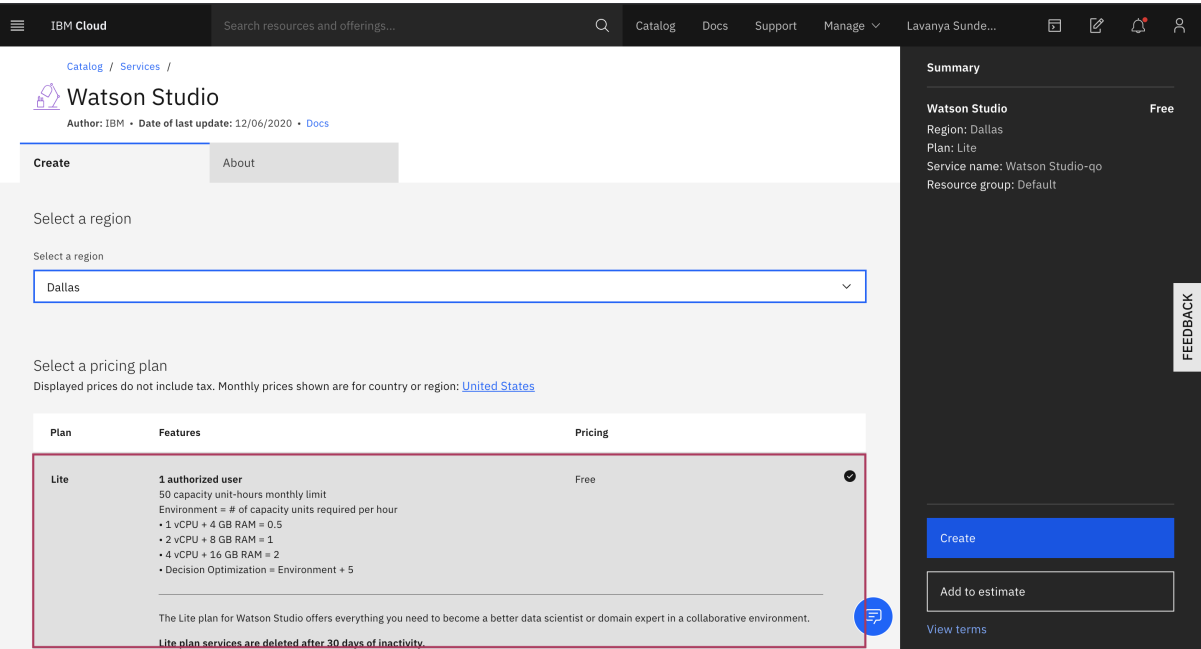 IBM Cloud
Search resources and offerings...
Catalog
Docs
Support
Manage
Lavanya Sunde...
Catalog / Services /
Watson Studio
Author: IBM • Date of last update: 12/06/2020 • Docs
Create
About
Select a region
Select a region
Dallas
Select a pricing plan
Displayed prices do not include tax. Monthly prices shown are for country or region: United States
Plan Features Pricing
Lite 1 authorized user Free
50 capacity unit-hours monthly limit
Environment = # of capacity units required per hour
• 1 vCPU + 4 GB RAM = 0.5
• 2 vCPU + 8 GB RAM = 1
• 4 vCPU + 16 GB RAM = 2
• Decision Optimization = Environment + 5
The Lite plan for Watson Studio offers everything you need to become a better data scientist or domain expert in a collaborative environment.
Lite plan services are deleted after 30 days of inactivity.
Summary
Watson Studio Free
Region: Dallas
Plan: Lite
Service name: Watson Studio-qo
Resource group: Default
FEEDBACK
Create
Add to estimate
View terms